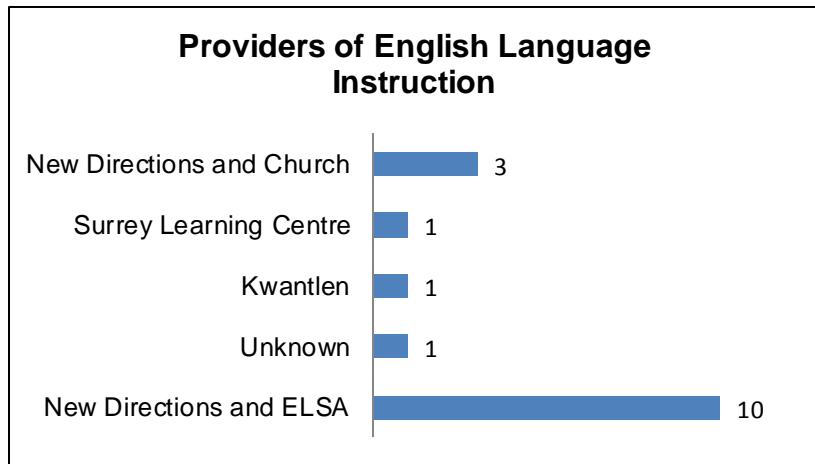 Providers of English Language
Instruction
New Directions and Church 3
Surrey Learning Centre 1
Kwantlen 1
Unknown 1
New Directions and ELSA 10